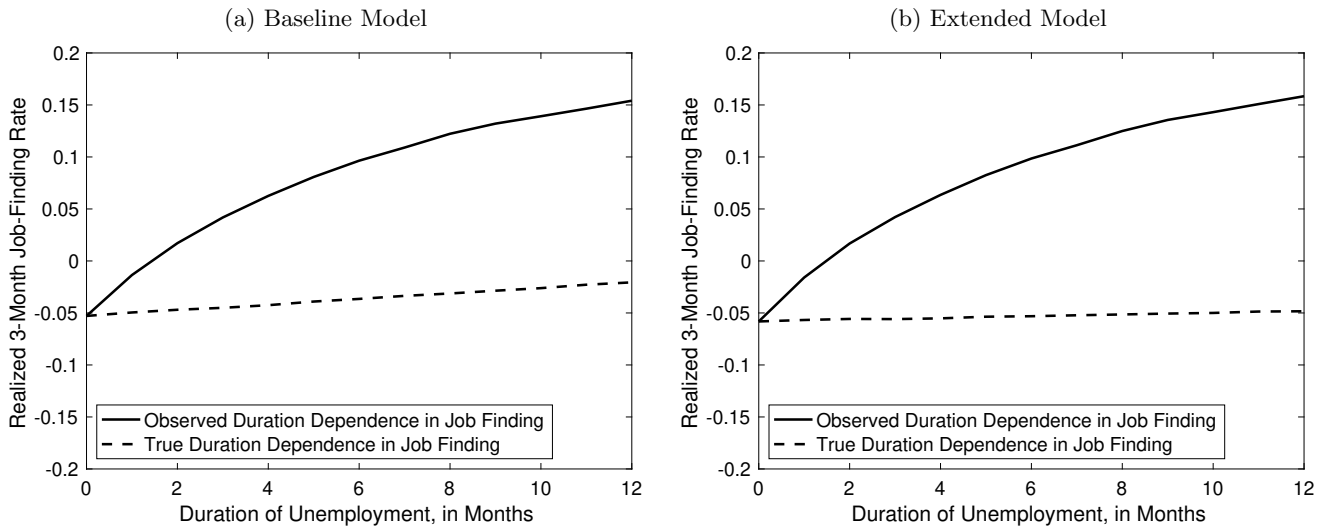 (a) Baseline Model
0.2
0.15
0.1
0.05
0
-0.05
-0.1
-0.15
-0.2
Realized 3-Month Job-Finding Rate
Observed Duration Dependence in Job Finding
True Duration Dependence in Job Finding
0 2 4 6 8 10 12
Duration of Unemployment, in Months
(b) Extended Model
0.2
0.15
0.1
0.05
0
-0.05
-0.1
-0.15
-0.2
Realized 3-Month Job-Finding Rate
Observed Duration Dependence in Job Finding
True Duration Dependence in Job Finding
0 2 4 6 8 10 12
Duration of Unemployment, in Months